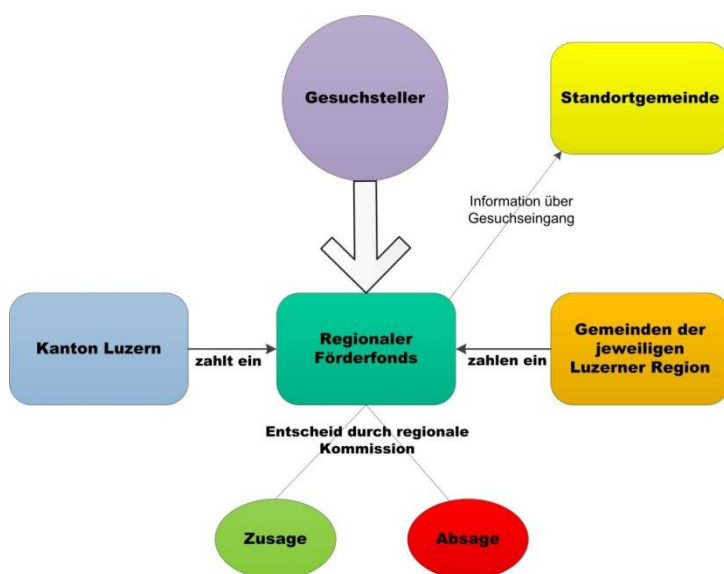 Gesuchsteller
Standortgemeinde
Information über
Gesuchseingang
Kanton Luzern
zahlt ein
Regionaler
Förderfonds
zahlen ein
Gemeinden der
jeweiligen
Luzerner Region
Entscheid durch regionale
Kommission
Zusage
Absage